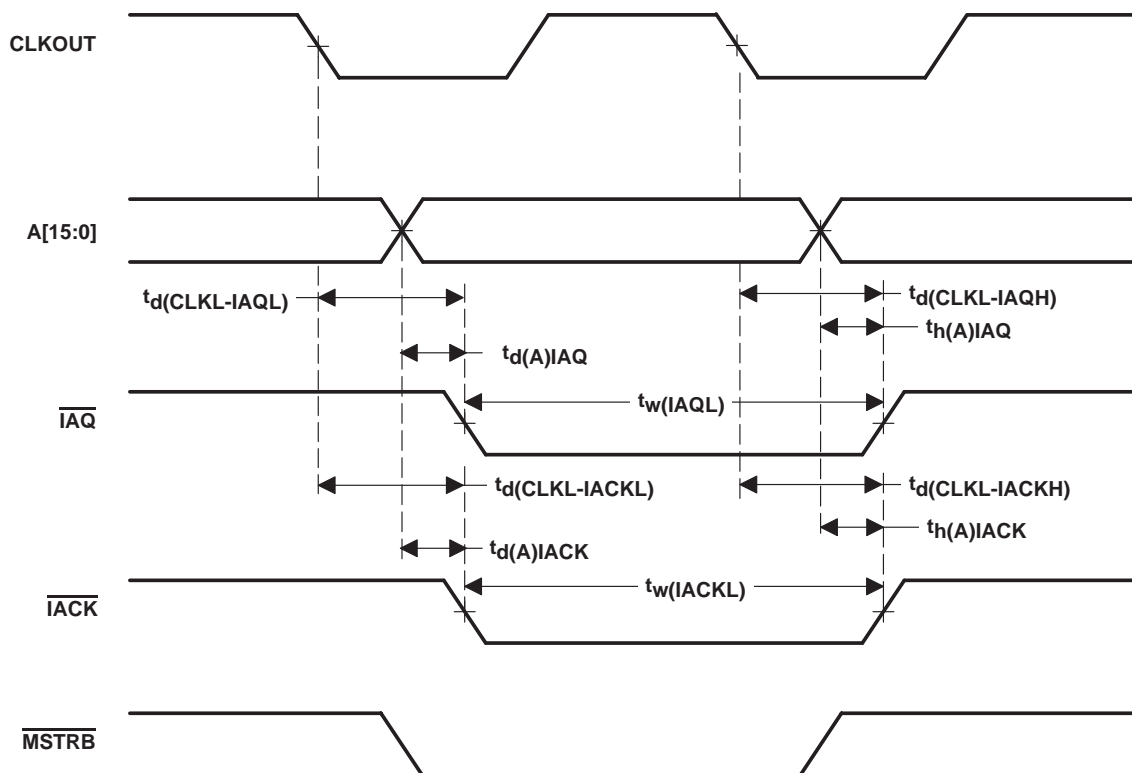 CLKOUT
A[15:0]
td(CLKL-IAQL)
td(CLKL-IAQH)
th(A)IAQ
td(A)IAQ
tw(IAQL)
IAQ
td(CLKL-IACKL)
td(CLKL-IACKH)
th(A)IACK
td(A)IACK
tw(IACKL)
IACK
MSTRB